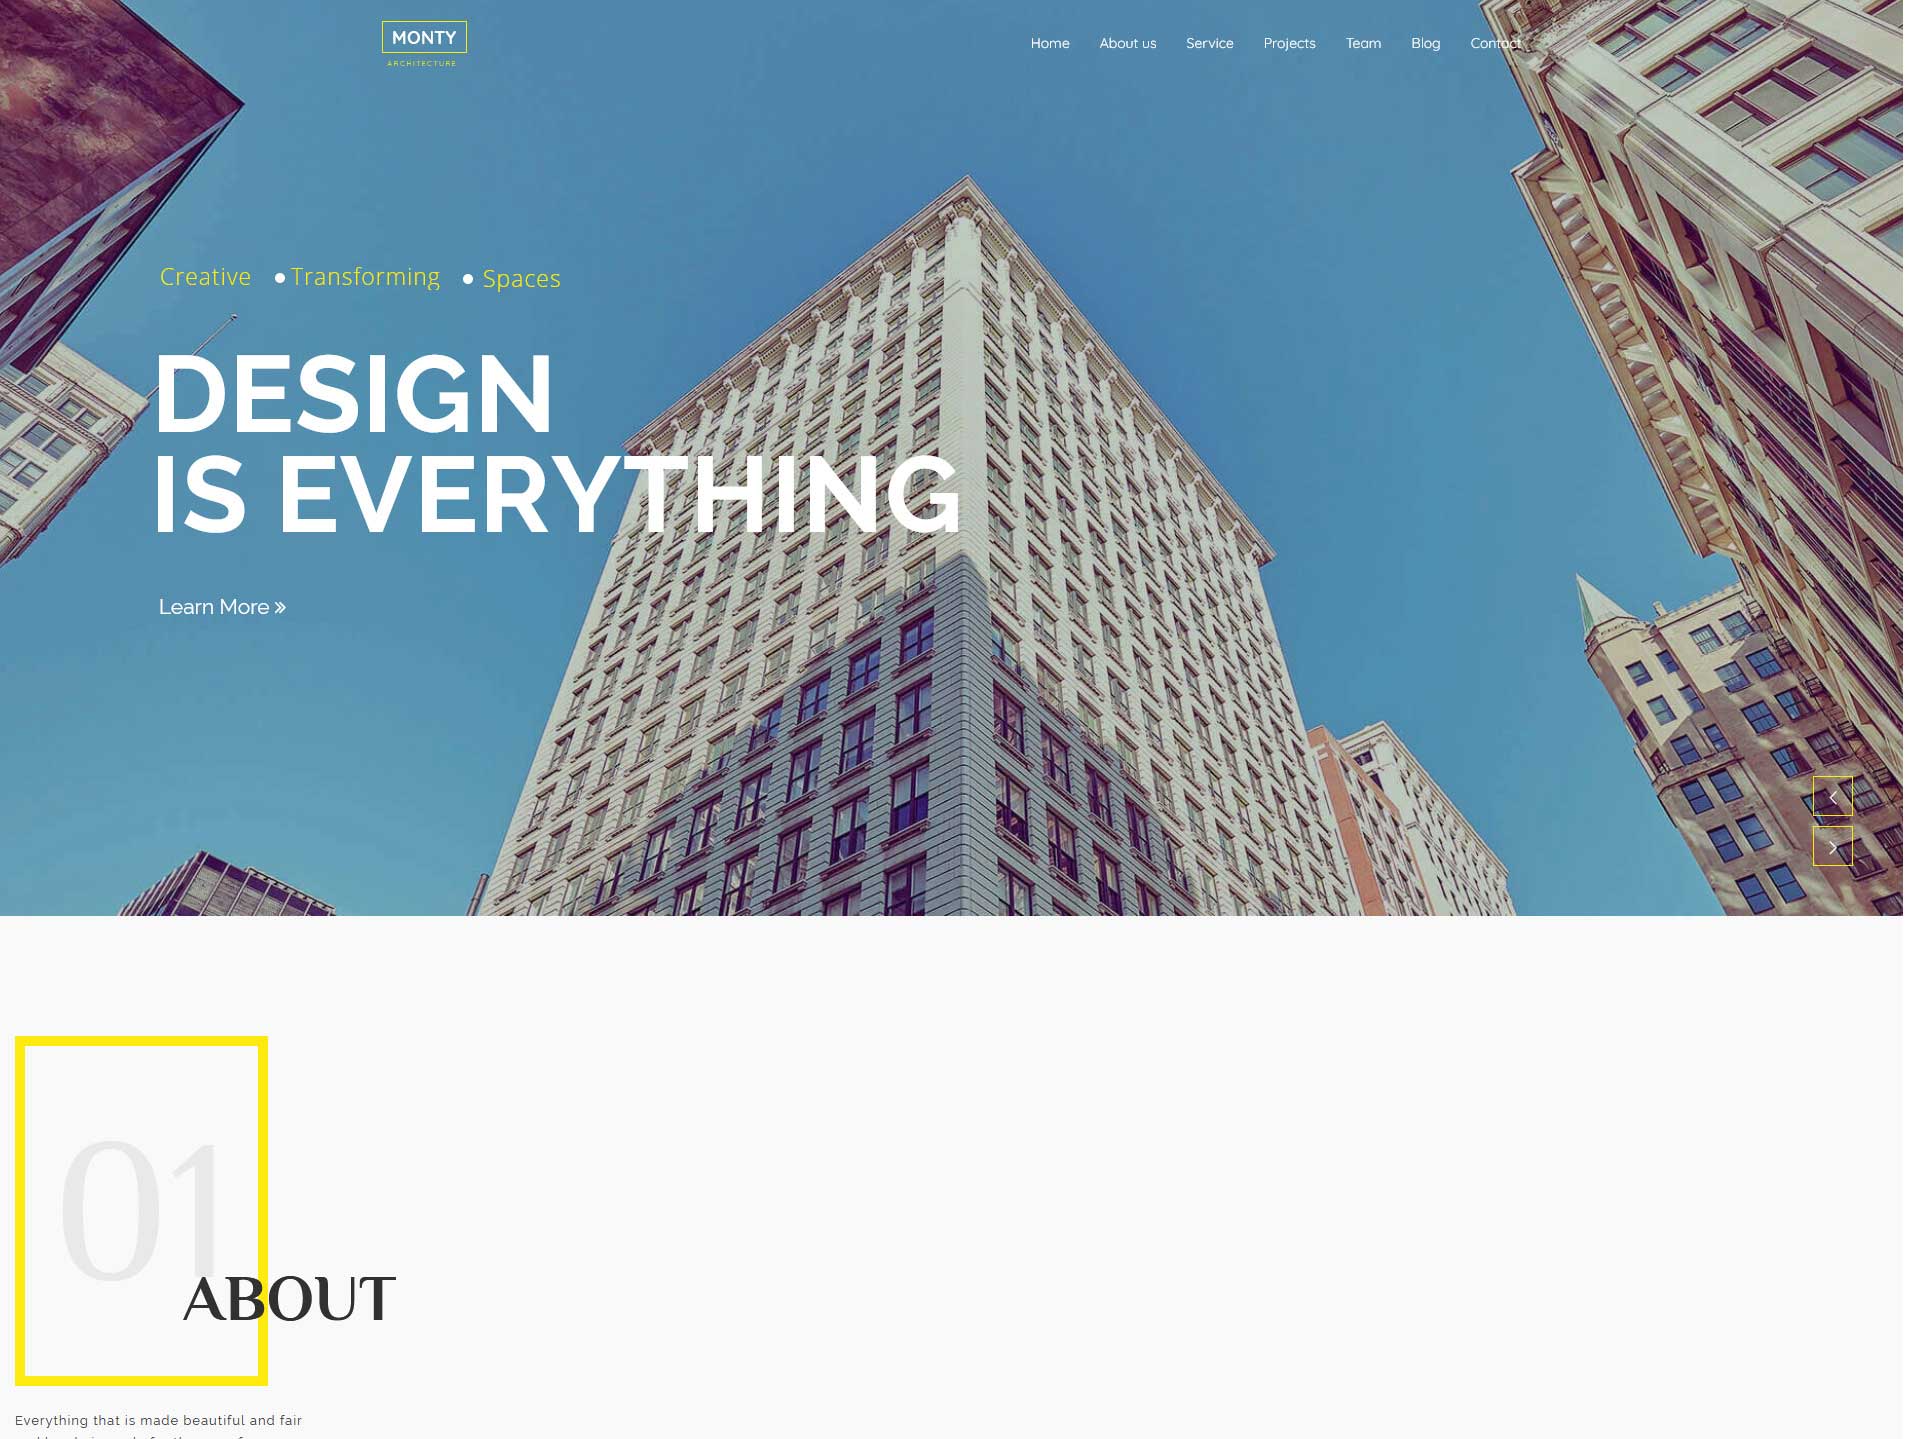 MONTY
ARCHITECTURE
Home About us Service Projects Team Blog Contact
Creative Transforming Spaces
DESIGN
IS EVERYTHING
Learn More »
01
ABOUT
Everything that is made beautiful and fair